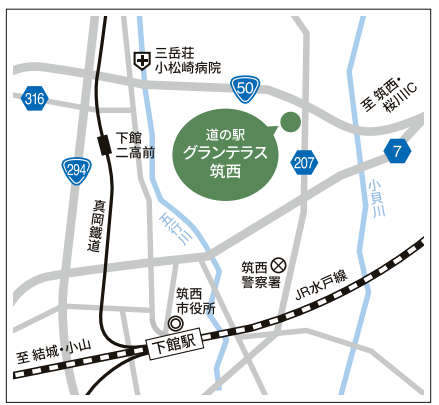 三岳荘
小松崎病院
50
至 筑西・
桜川IC
316
道の駅
グランテラス
筑西
下館
二高前
7
207
294
小貝川
真岡鐵道
五行川
筑西
警察署
JR水戸線
筑西
市役所
下館駅
至 結城・小山